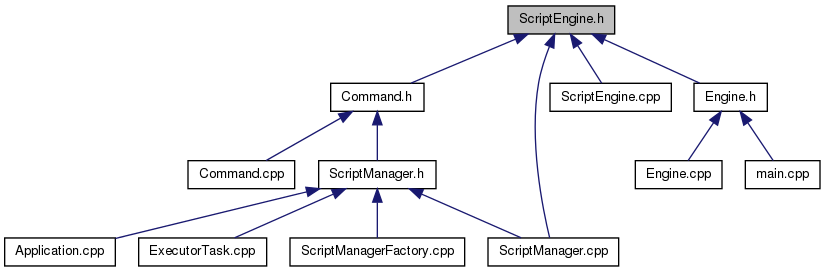 ScriptEngine.h
Command.h
ScriptEngine.cpp
Engine.h
Command.cpp
ScriptManager.h
Engine.cpp
main.cpp
Application.cpp
ExecutorTask.cpp
ScriptManagerFactory.cpp
ScriptManager.cpp